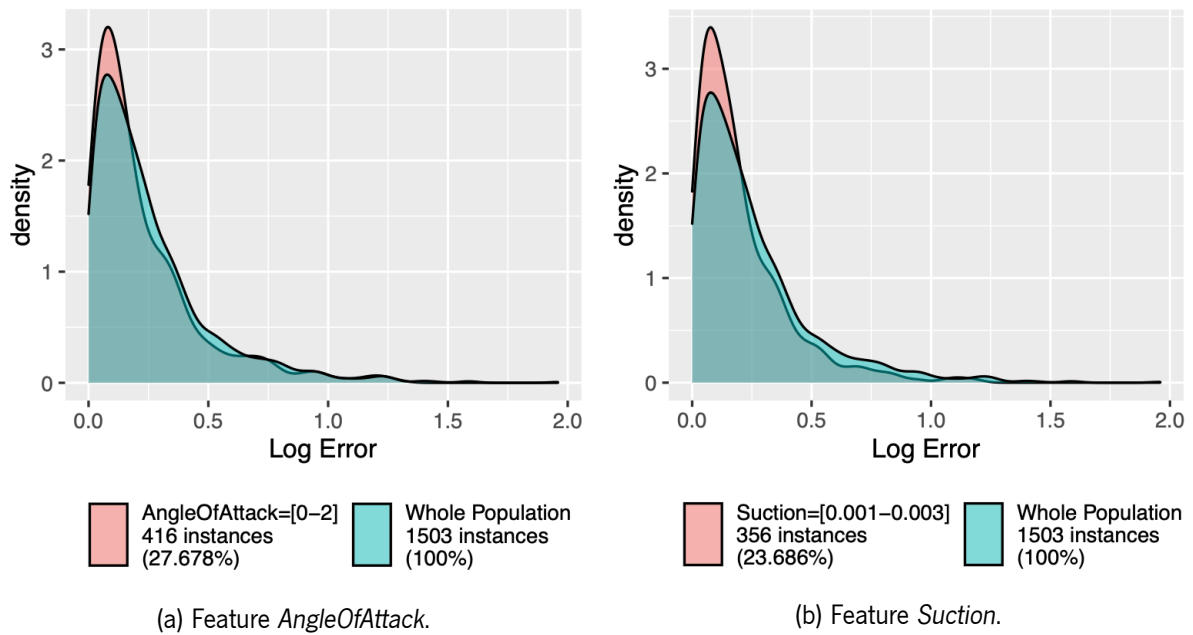 3
2
1
0
density
0.0 0.5 1.0 1.5 2.0
Log Error
AngleOfAttack=[0−2]
416 instances
(27.678%)
Whole Population
1503 instances
(100%)
(a) Feature AngleOfAttack.
3
2
1
0
density
0.0 0.5 1.0 1.5 2.0
Log Error
Suction=[0.001−0.003]
356 instances
(23.686%)
Whole Population
1503 instances
(100%)
(b) Feature Suction.